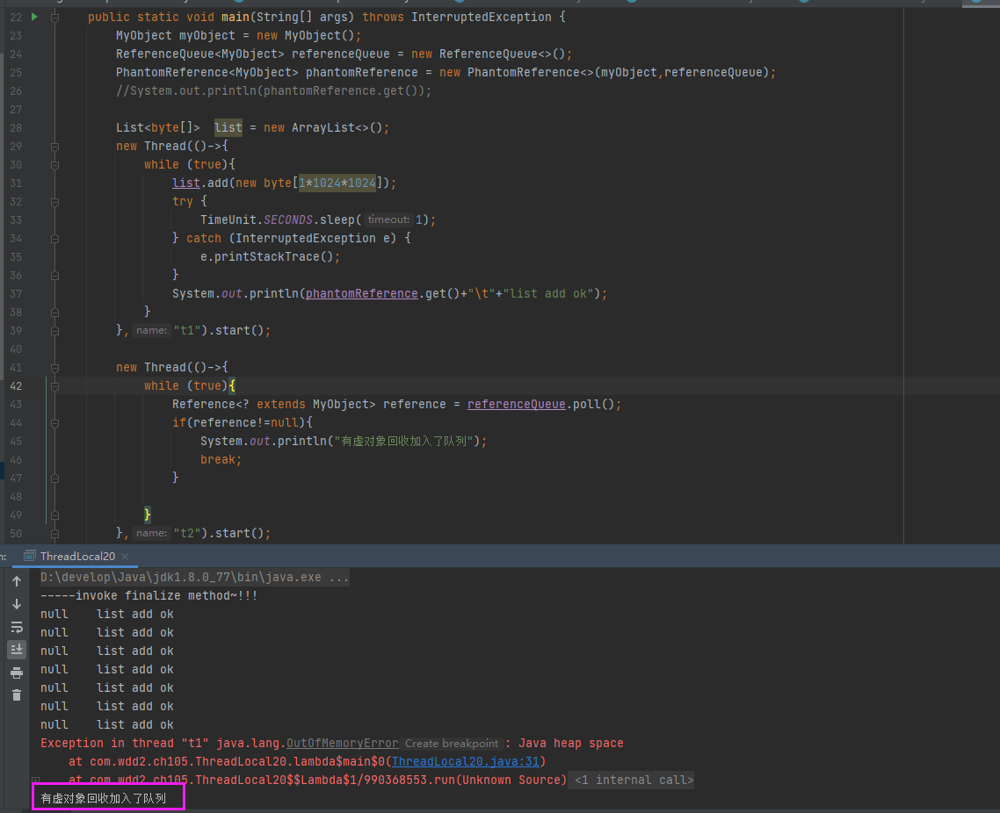 22 public static void main(String[] args) throws InterruptedException {
23 MyObject myObject = new MyObject();
24 ReferenceQueue<MyObject> referenceQueue = new ReferenceQueue<>();
25 PhantomReference<MyObject> phantomReference = new PhantomReference<>(myObject,referenceQueue);
26 //System.out.println(phantomReference.get());
27
28 List<byte[]>  list = new ArrayList<>();
29 new Thread(()->{
30 while (true){
31 list.add(new byte[1*1024*1024]);
32 try {
33 TimeUnit.SECONDS.sleep( timeout: 1);
34 } catch (InterruptedException e) {
35 e.printStackTrace();
36 }
37 System.out.println(phantomReference.get()+"\t"+"list add ok");
38 }
39 }, name: "t1").start();
40
41 new Thread(()->{
42 while (true){
43 Reference<? extends MyObject> reference = referenceQueue.poll();
44 if(reference!=null){
45 System.out.println("有虚对象回收加入了队列");
46 break;
47 }
48
49 }
50 }, name: "t2").start();
ThreadLocal20
D:\develop\Java\jdk1.8.0_77\bin\java.exe ...
-----invoke finalize method~!!!
null    list add ok
null    list add ok
null    list add ok
null    list add ok
null    list add ok
null    list add ok
null    list add ok
Exception in thread "t1" java.lang.OutOfMemoryError Create breakpoint : Java heap space
at com.wdd2.ch105.ThreadLocal20.lambda$main$0(ThreadLocal20.java:31)
at com.wdd2.ch105.ThreadLocal20$$Lambda$1/990368553.run(Unknown Source) <1 internal call>
有虚对象回收加入了队列